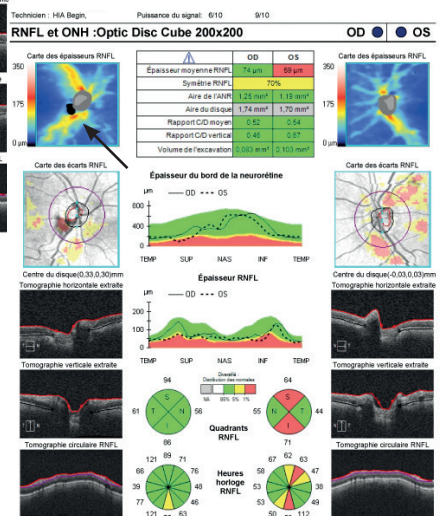 Technicien : HIA Begin, Puissance du signal: 6/10 9/10
RNFL et ONH :Optic Disc Cube 200x200 OD OS
Carte des épaisseurs RNFL
350
175
0 µm
OD OS
Épaisseur moyenne RNFL 74 µm 59 µm
Symétrie RNFL 70%
Aire de l'ANR 1,25 mm² 1,19 mm²
Aire du disque 1,74 mm² 1,70 mm²
Rapport C/D moyen 0.52 0.54
Rapport C/D vertical 0.46 0.57
Volume de l'excavation 0,083 mm³ 0,103 mm³
Carte des épaisseurs RNFL
350
175
0 µm
Carte des écarts RNFL
Centre du disque(0,33,0,30)mm
Tomographie horizontale extraite
Tomographie verticale extraite
Tomographie circulaire RNFL
Épaisseur du bord de la neurorétine
µm OD OS
800
400
0
TEMP SUP NAS INF TEMP
Épaisseur RNFL
µm OD OS
200
100
0
TEMP SUP NAS INF TEMP
Diversifié :
Distribution des normales
NA 95% 5% 1%
94
61 S T N I 56
86
Quadrants
RNFL
64
55 S T N I 44
71
121 89 71
66 76
39 48
77 46
63
Heures
horloge
RNFL
67 62 63
58 47
53 38
53 49
50 112
Carte des écarts RNFL
Centre du disque(-0,03,0,03)mm
Tomographie horizontale extraite
Tomographie verticale extraite
Tomographie circulaire RNFL